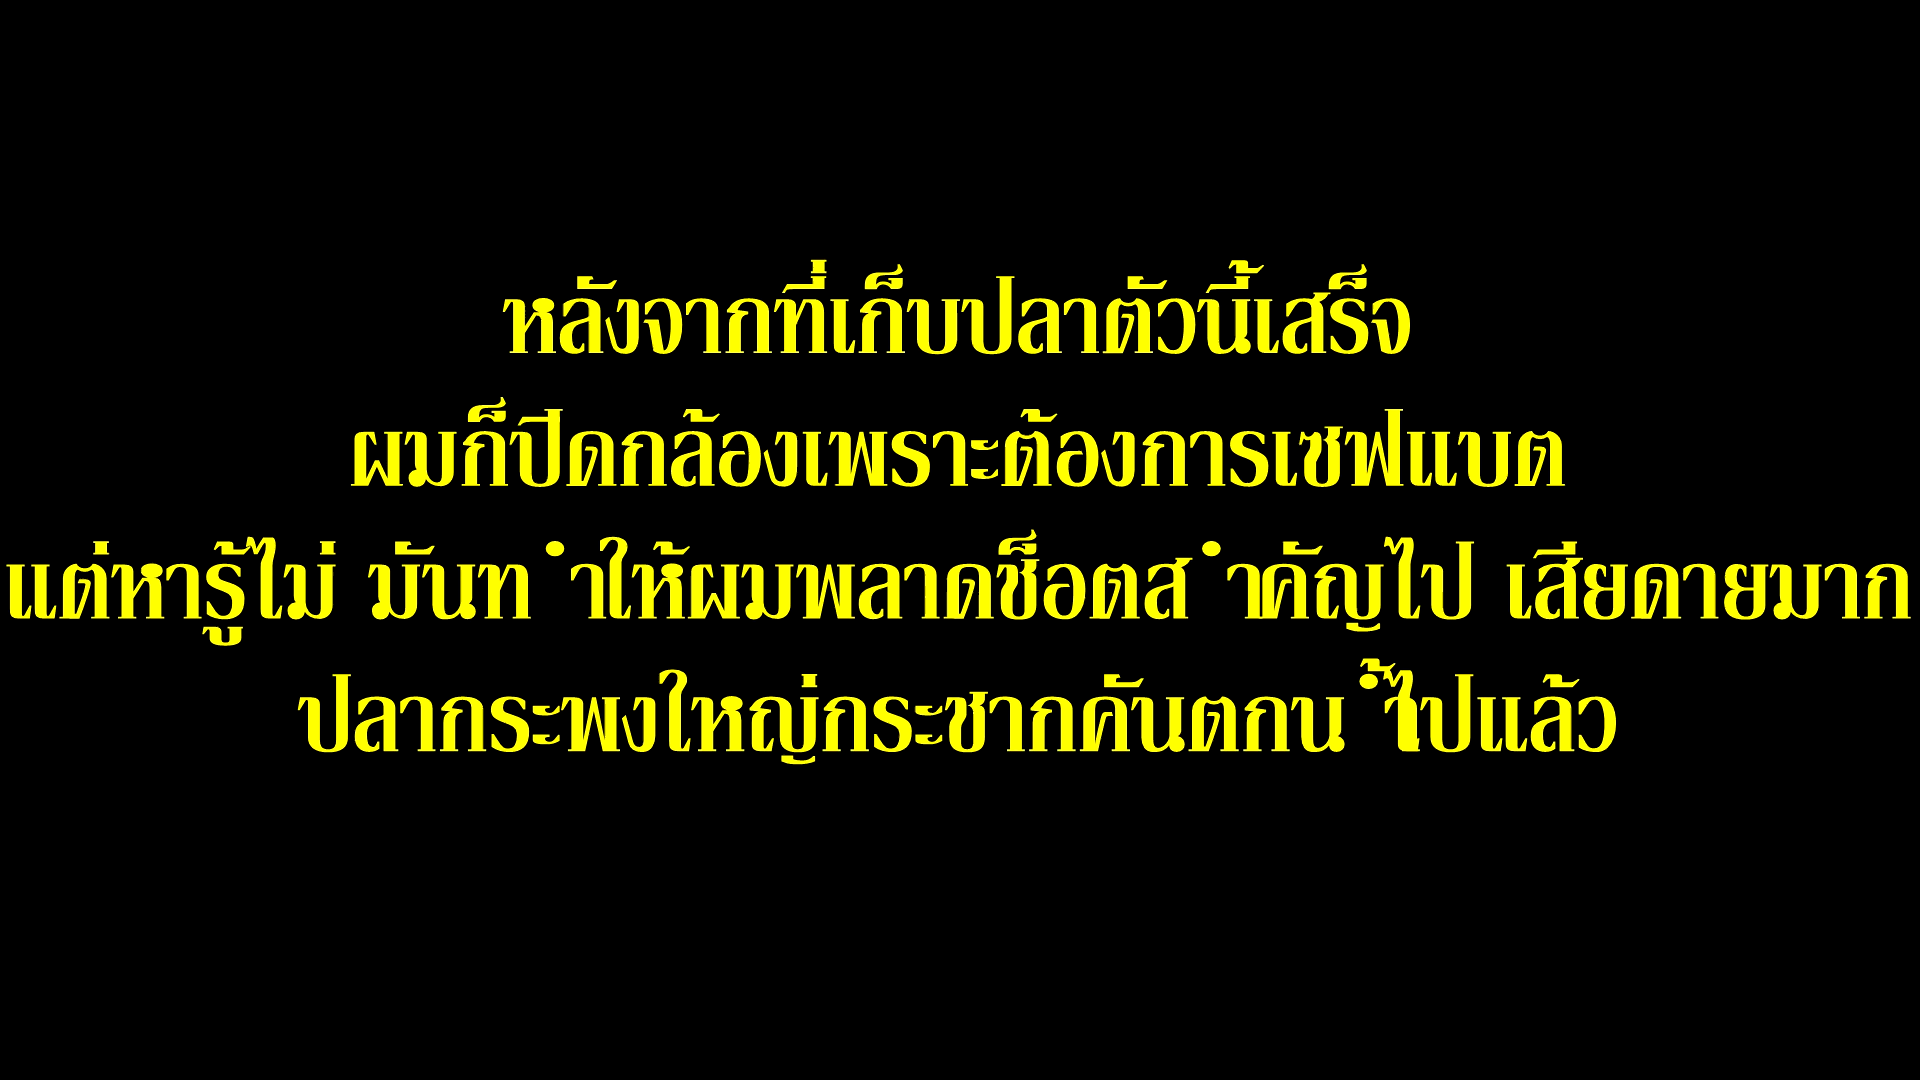 หลังจากที่เก็บปลาตัวนี้เสร็จ
ผมก็ปิดกล้องเพราะต้องการเซฟแบต
แต่หารู้ไม่ มันทำให้ผมพลาดช็อตสำคัญไป เสียดายมาก
ปลากระพงใหญ่กระชากคันตกน้ำไปแล้ว